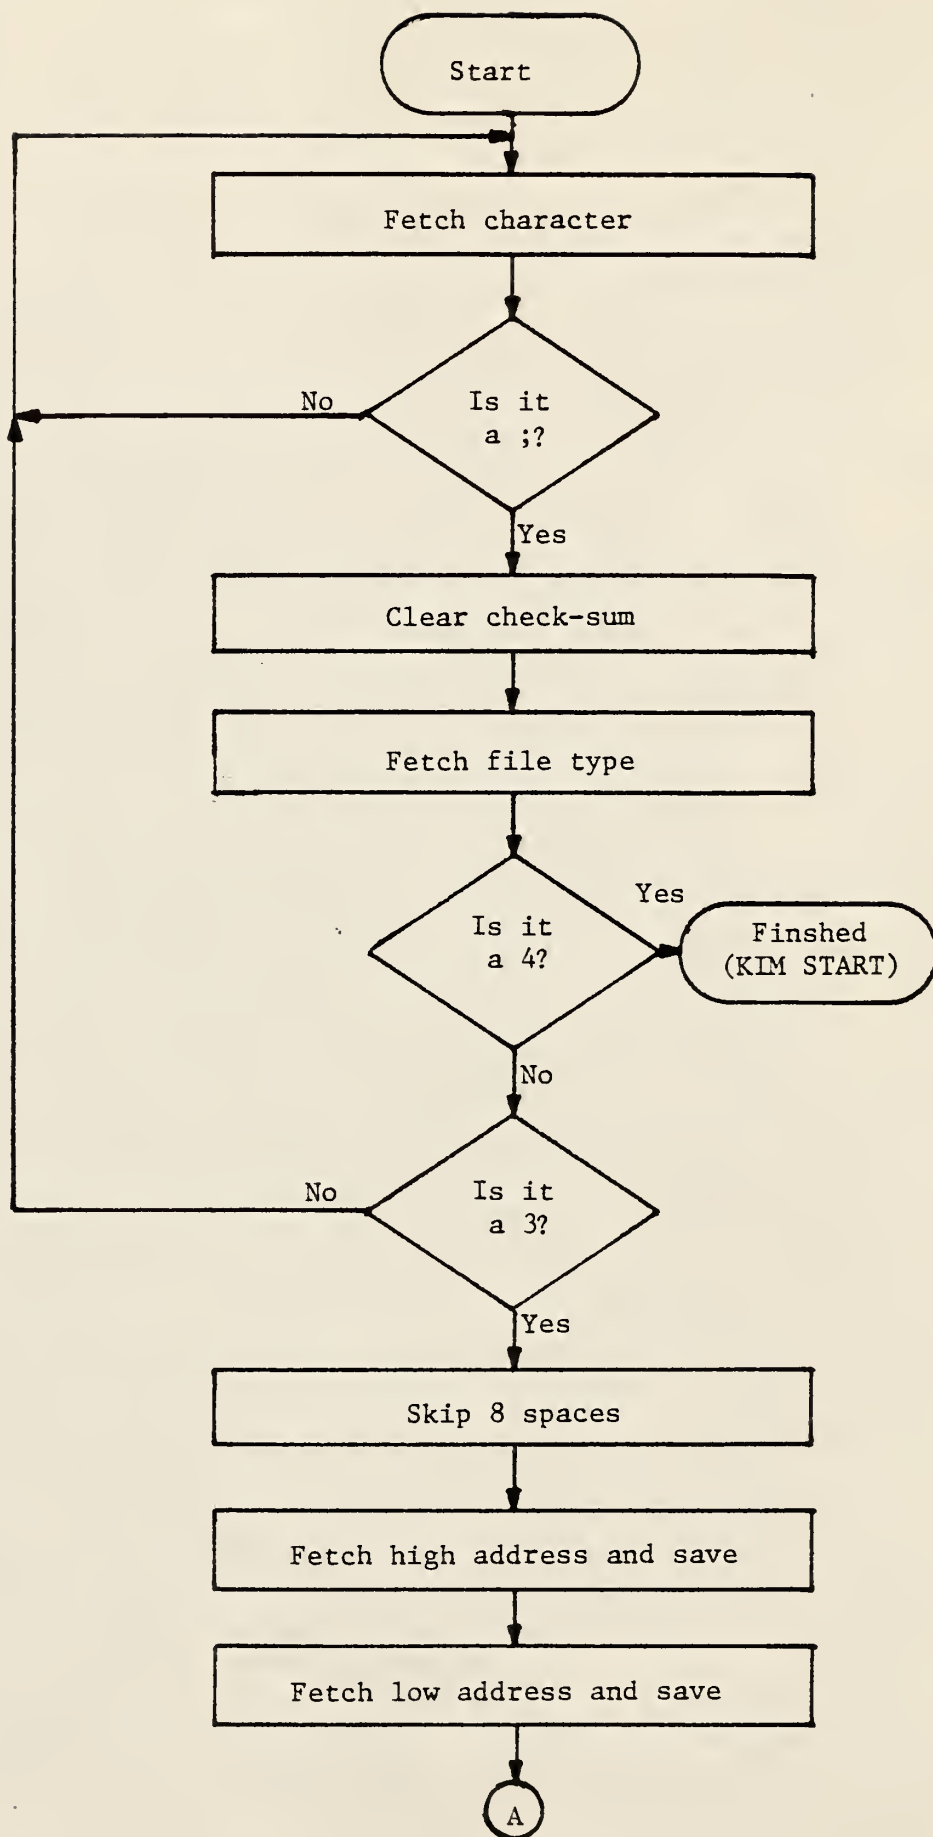 Start
Fetch character
No
Is it
a ;?
Yes
Clear check-sum
Fetch file type
Is it
a 4?
Yes
Finshed
(KIM START)
No
No
Is it
a 3?
Yes
Skip 8 spaces
Fetch high address and save
Fetch low address and save
A